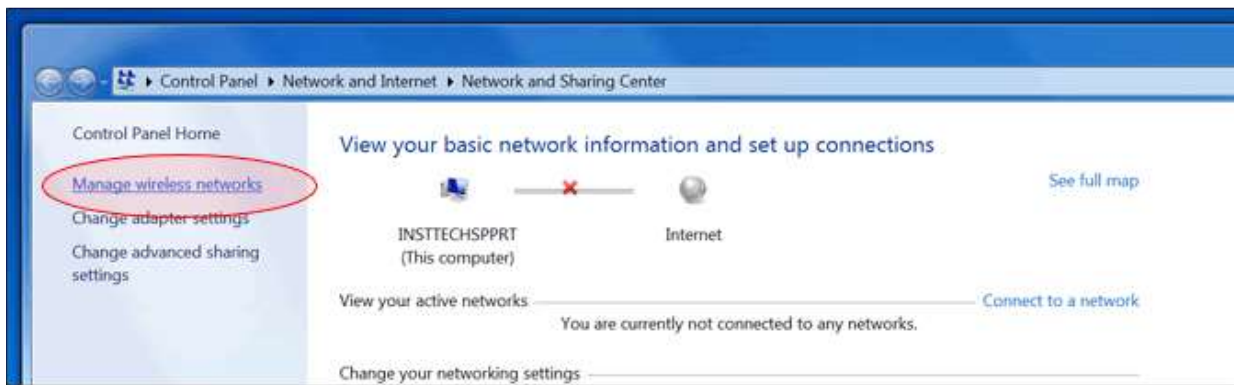 Control Panel ▸ Network and Internet ▸ Network and Sharing Center
Control Panel Home
Manage wireless networks
Change adapter settings
Change advanced sharing
settings
View your basic network information and set up connections
See full map
INSTTECHSPPRT
(This computer)
Internet
View your active networks
Connect to a network
You are currently not connected to any networks.
Change your networking settings